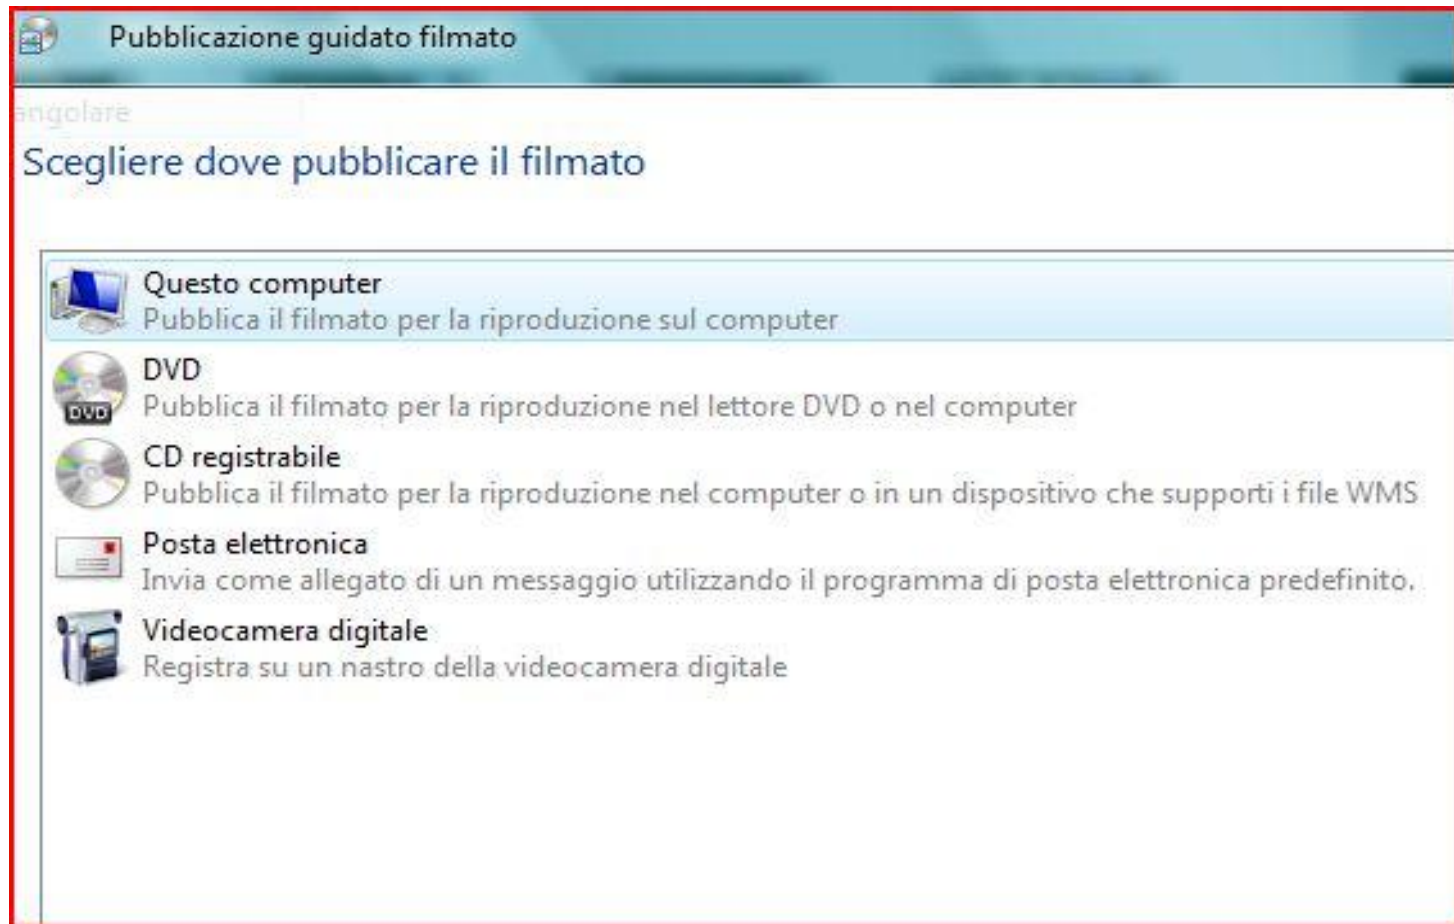 Pubblicazione guidato filmato
angolare
Scegliere dove pubblicare il filmato
Questo computer
Pubblica il filmato per la riproduzione sul computer
DVD
DVD
Pubblica il filmato per la riproduzione nel lettore DVD o nel computer
CD registrabile
Pubblica il filmato per la riproduzione nel computer o in un dispositivo che supporti i file WMS
Posta elettronica
Invia come allegato di un messaggio utilizzando il programma di posta elettronica predefinito.
Videocamera digitale
Registra su un nastro della videocamera digitale